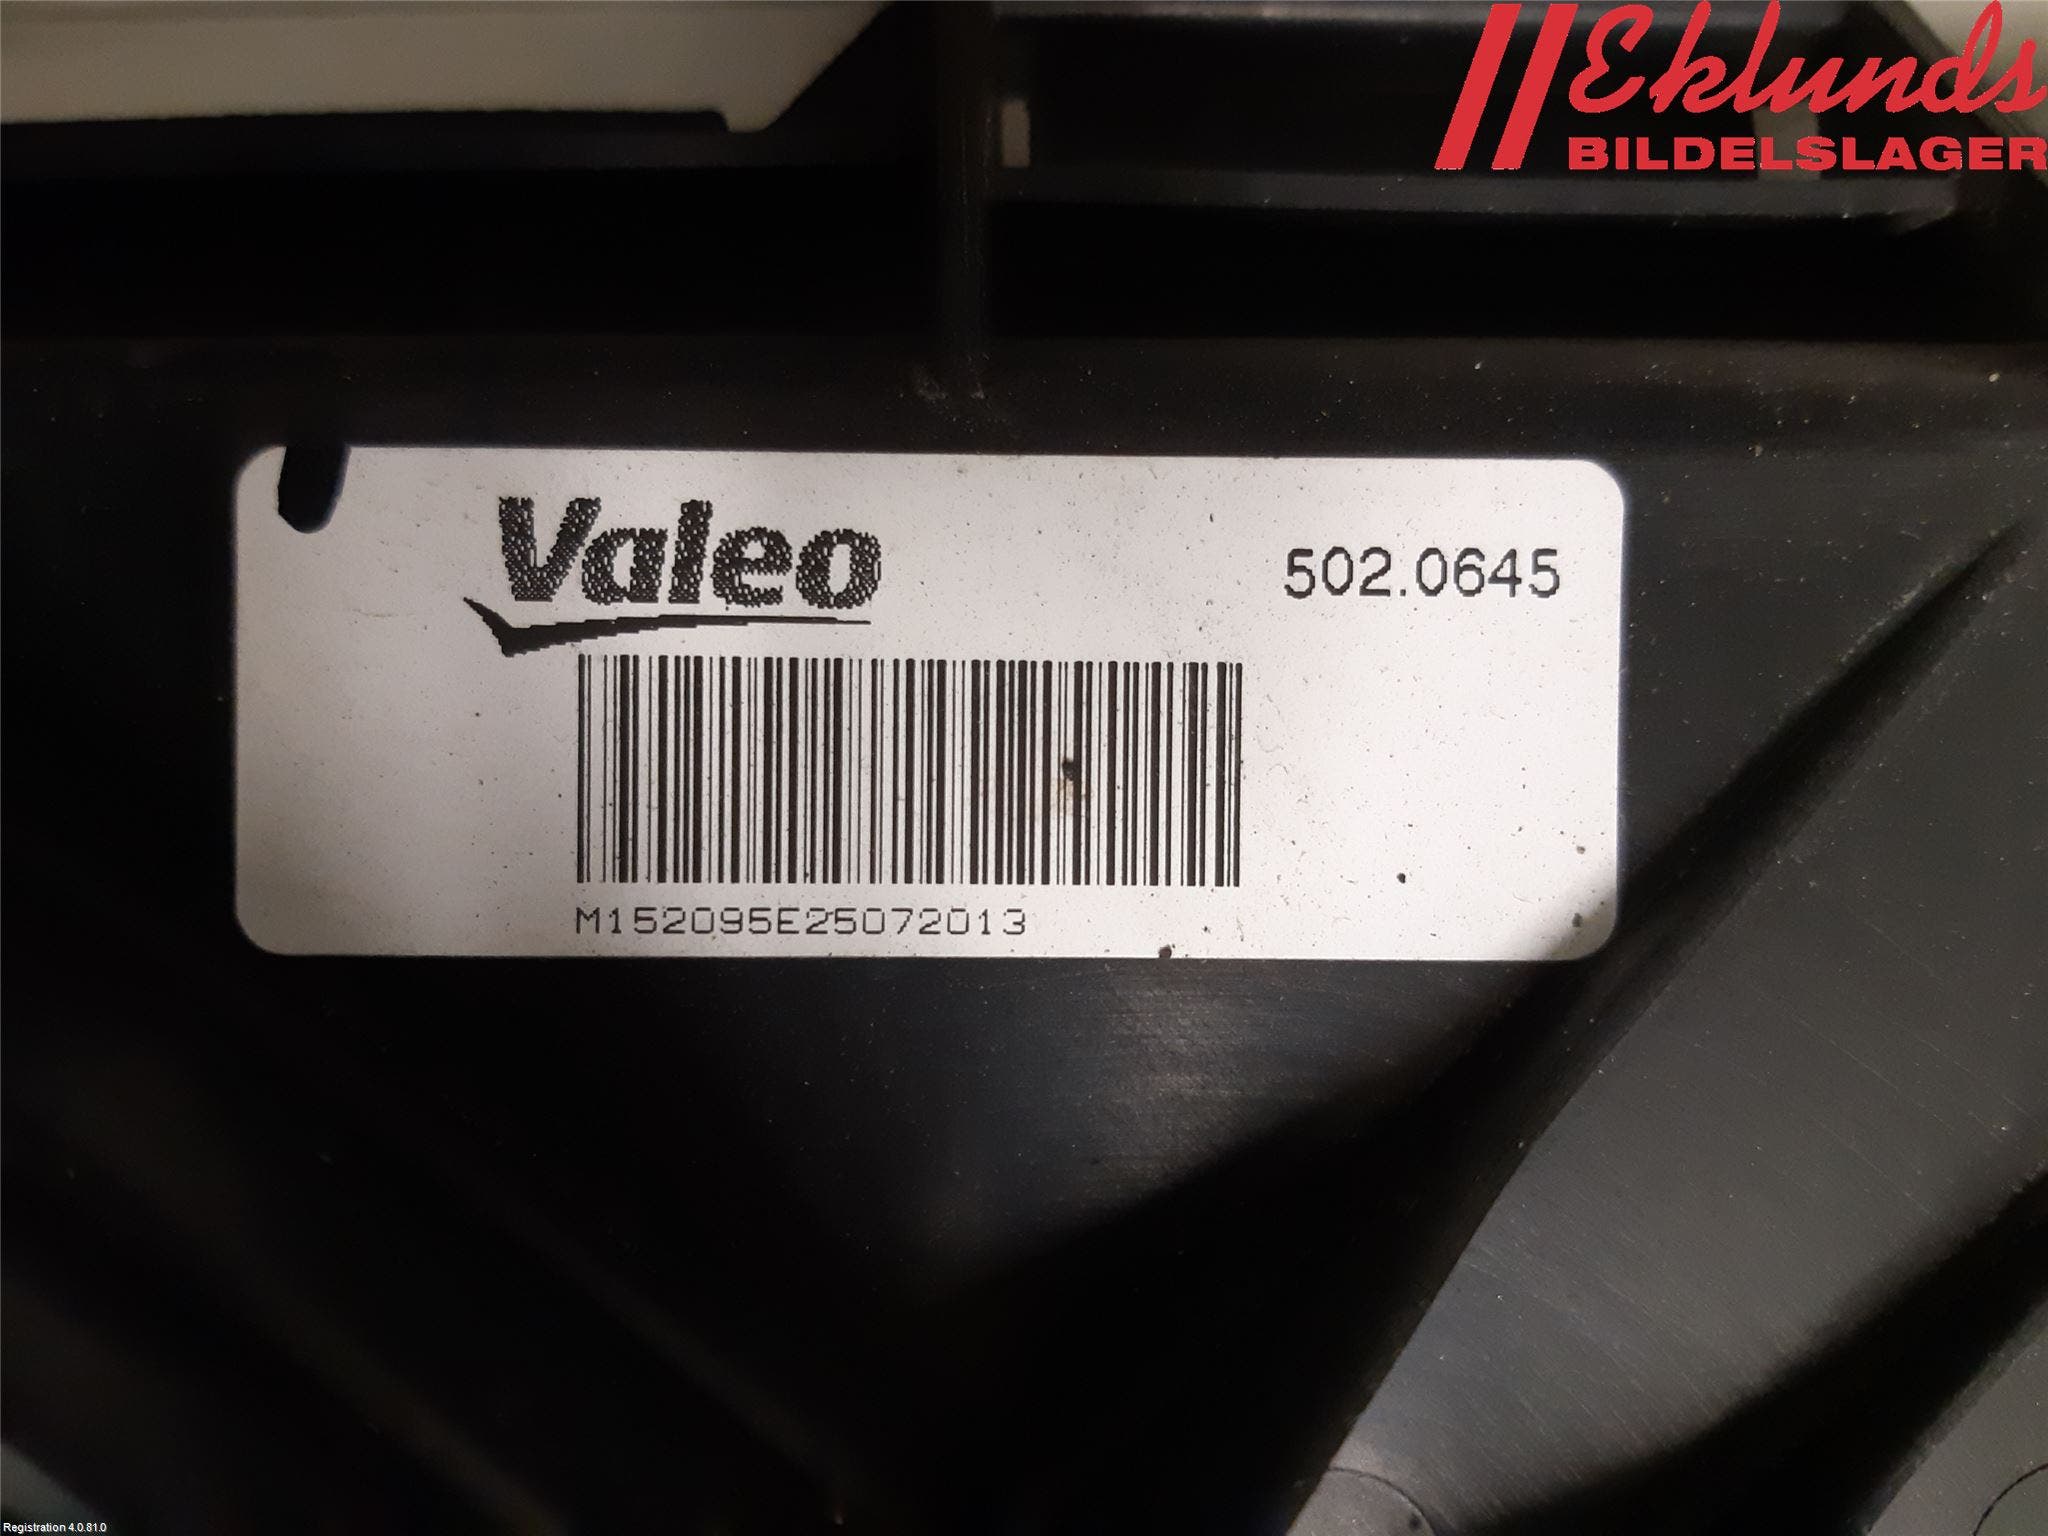 Eklunds
BILDELSLAGER
Valeo
502.0645
M152095E25072013
Registration 4.0.81.0